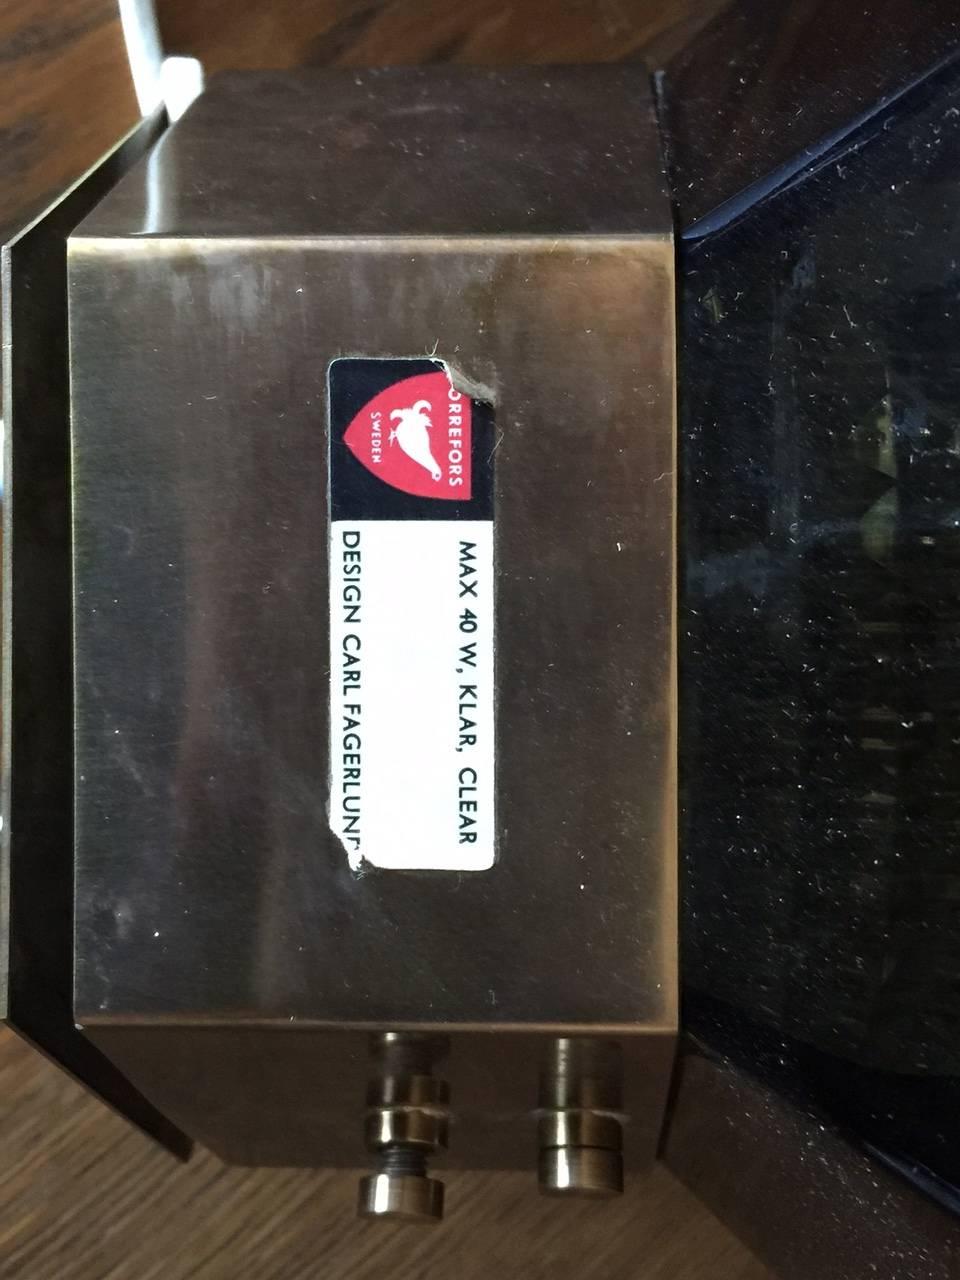 ORREFORS
SWEDEN
MAX 40 W, KLAR, CLEAR
DESIGN CARL FAGERLUND